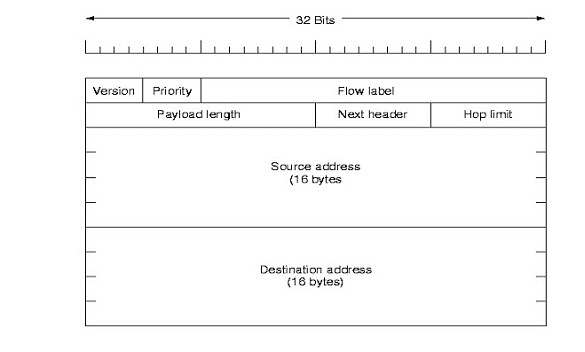 32 Bits
Version Priority Flow label
Payload length Next header Hop limit
Source address
(16 bytes
Destination address
(16 bytes)